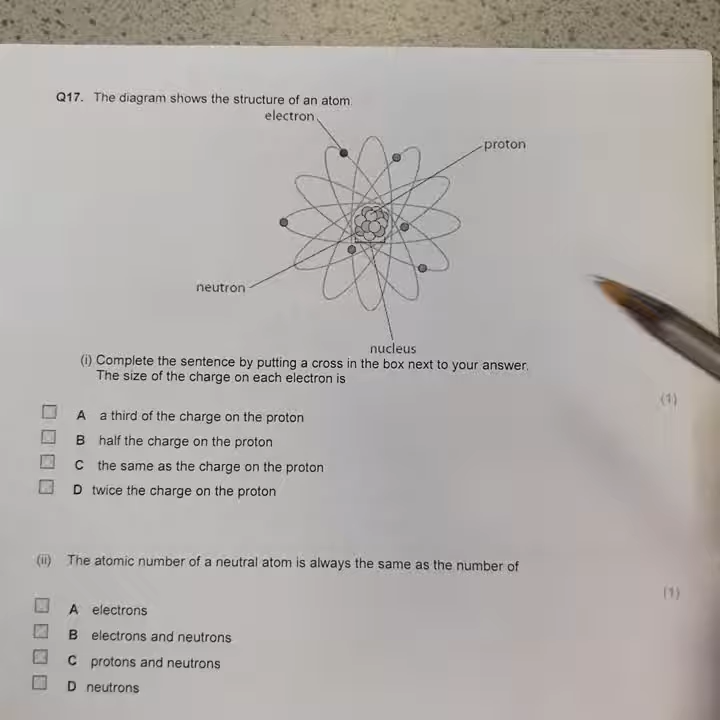 Q17. The diagram shows the structure of an atom.
electron
proton
neutron
nucleus
(i) Complete the sentence by putting a cross in the box next to your answer.
The size of the charge on each electron is
(1)
A a third of the charge on the proton
B half the charge on the proton
C the same as the charge on the proton
D twice the charge on the proton
(ii) The atomic number of a neutral atom is always the same as the number of
(1)
A electrons
B electrons and neutrons
C protons and neutrons
D neutrons